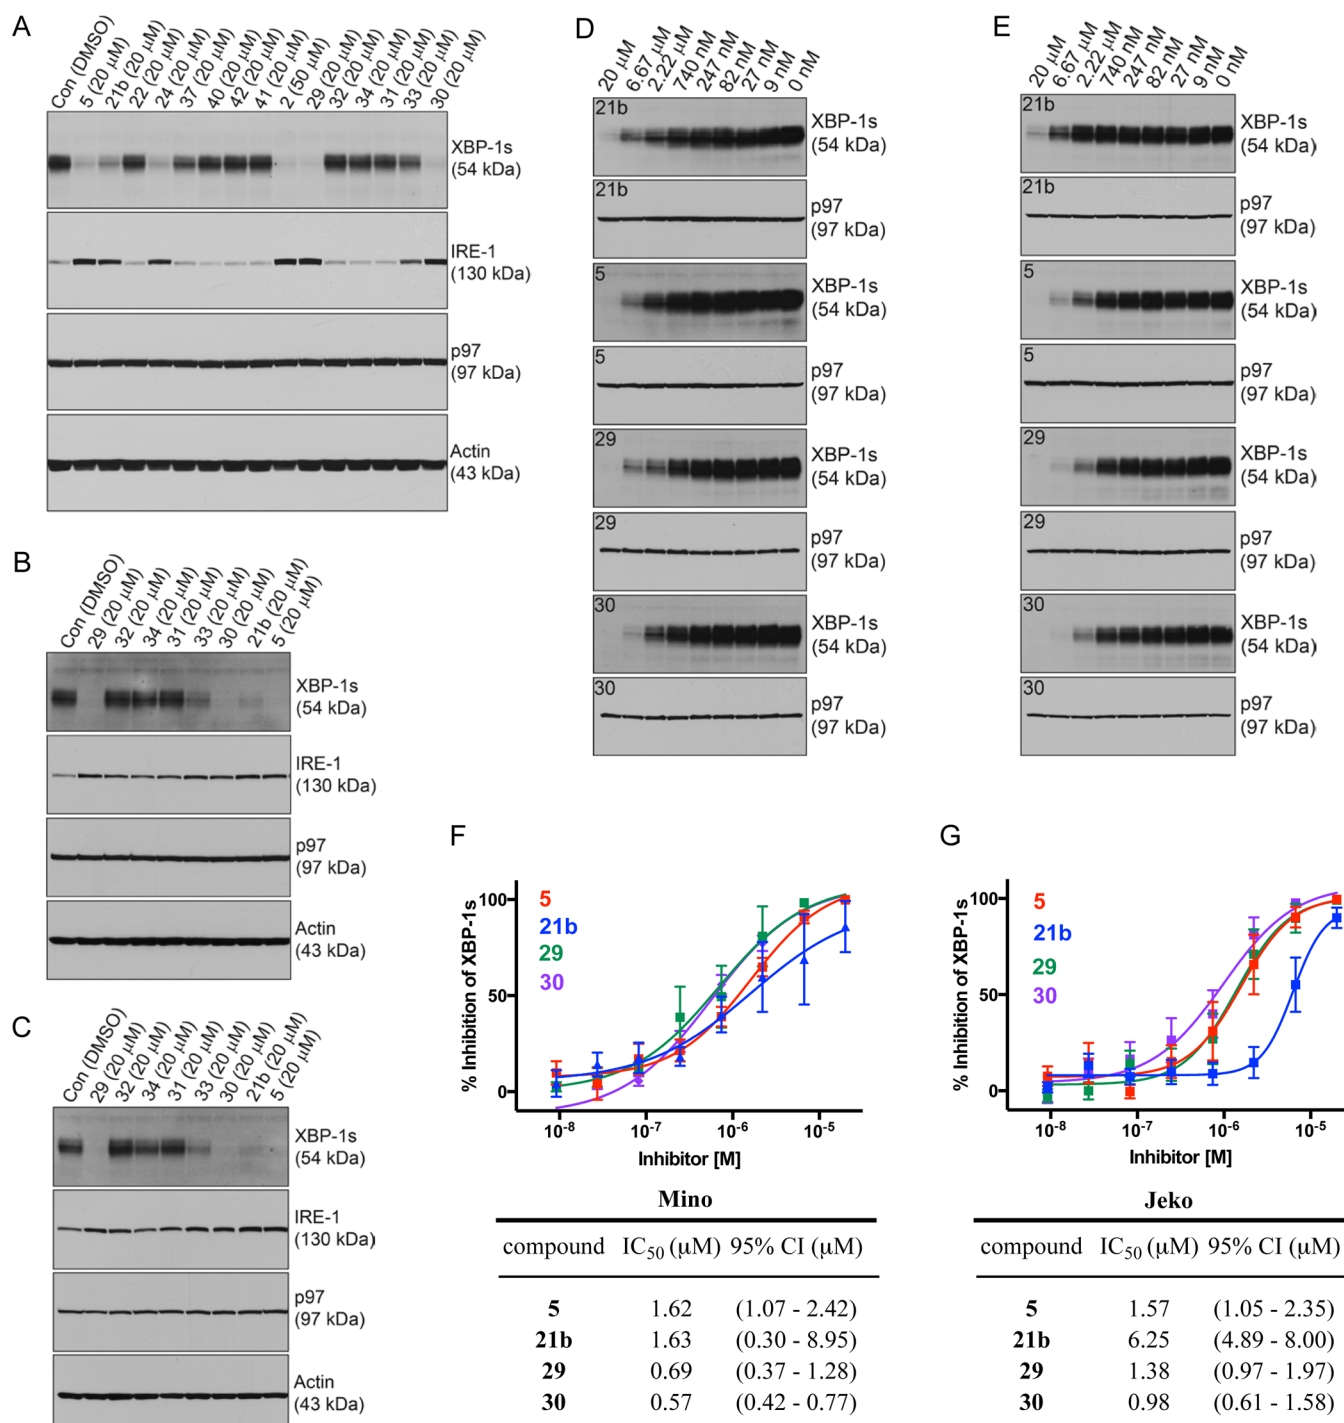 A
Con (DMSO)
5 (20 μM)
21b (20 μM)
22 (20 μM)
24 (20 μM)
37 (20 μM)
40 (20 μM)
42 (20 μM)
41 (20 μM)
2 (50 μM)
29 (20 μM)
32 (20 μM)
34 (20 μM)
31 (20 μM)
33 (20 μM)
30 (20 μM)
XBP-1s
(54 kDa)
IRE-1
(130 kDa)
p97
(97 kDa)
Actin
(43 kDa)
B
Con (DMSO)
29 (20 μM)
32 (20 μM)
34 (20 μM)
31 (20 μM)
33 (20 μM)
30 (20 μM)
21b (20 μM)
5 (20 μM)
XBP-1s
(54 kDa)
IRE-1
(130 kDa)
p97
(97 kDa)
Actin
(43 kDa)
C
Con (DMSO)
29 (20 μM)
32 (20 μM)
34 (20 μM)
31 (20 μM)
33 (20 μM)
30 (20 μM)
21b (20 μM)
5 (20 μM)
XBP-1s
(54 kDa)
IRE-1
(130 kDa)
p97
(97 kDa)
Actin
(43 kDa)
D
20 μM
6.67 μM
2.22 μM
740 nM
247 nM
82 nM
27 nM
9 nM
0 nM
21b
XBP-1s
(54 kDa)
21b
p97
(97 kDa)
5
XBP-1s
(54 kDa)
5
p97
(97 kDa)
29
XBP-1s
(54 kDa)
29
p97
(97 kDa)
30
XBP-1s
(54 kDa)
30
p97
(97 kDa)
E
20 μM
6.67 μM
2.22 μM
740 nM
247 nM
82 nM
27 nM
9 nM
0 nM
21b
XBP-1s
(54 kDa)
21b
p97
(97 kDa)
5
XBP-1s
(54 kDa)
5
p97
(97 kDa)
29
XBP-1s
(54 kDa)
29
p97
(97 kDa)
30
XBP-1s
(54 kDa)
30
p97
(97 kDa)
F
% Inhibition of XBP-1s
100
50
0
5
21b
29
30
10-8 10-7 10-6 10-5
Inhibitor [M]
Mino
compound IC50 (μM) 95% CI (μM)
5 1.62 (1.07 - 2.42)
21b 1.63 (0.30 - 8.95)
29 0.69 (0.37 - 1.28)
30 0.57 (0.42 - 0.77)
G
% Inhibition of XBP-1s
100
50
0
5
21b
29
30
10-8 10-7 10-6 10-5
Inhibitor [M]
Jeko
compound IC50 (μM) 95% CI (μM)
5 1.57 (1.05 - 2.35)
21b 6.25 (4.89 - 8.00)
29 1.38 (0.97 - 1.97)
30 0.98 (0.61 - 1.58)